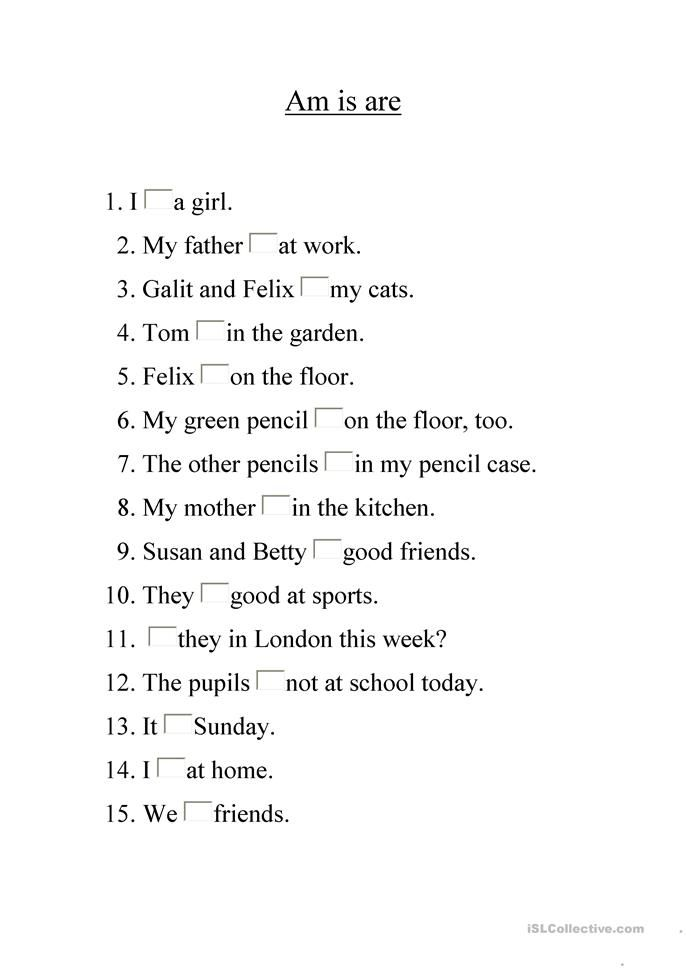 Am is are
1. I a girl.
2. My father at work.
3. Galit and Felix my cats.
4. Tom in the garden.
5. Felix on the floor.
6. My green pencil on the floor, too.
7. The other pencils in my pencil case.
8. My mother in the kitchen.
9. Susan and Betty good friends.
10. They good at sports.
11. they in London this week?
12. The pupils not at school today.
13. It Sunday.
14. I at home.
15. We friends.
iSLCollective.com